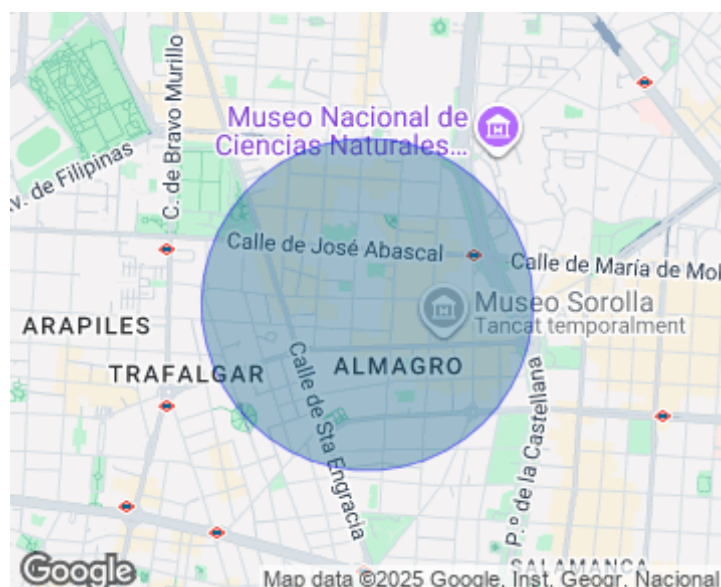 C. de Bravo Murillo
Museo Nacional de
Ciencias Naturales...
Av. de Filipinas
Calle de José Abascal
Calle de María de Mol
Museo Sorolla
Tancat temporalment
ARAPILES
TRAFALGAR
ALMAGRO
Calle de Sta Engracia
P.º de la Castellana
SALAMANCA
Google
Map data ©2025 Google, Inst. Geogr. Nacional